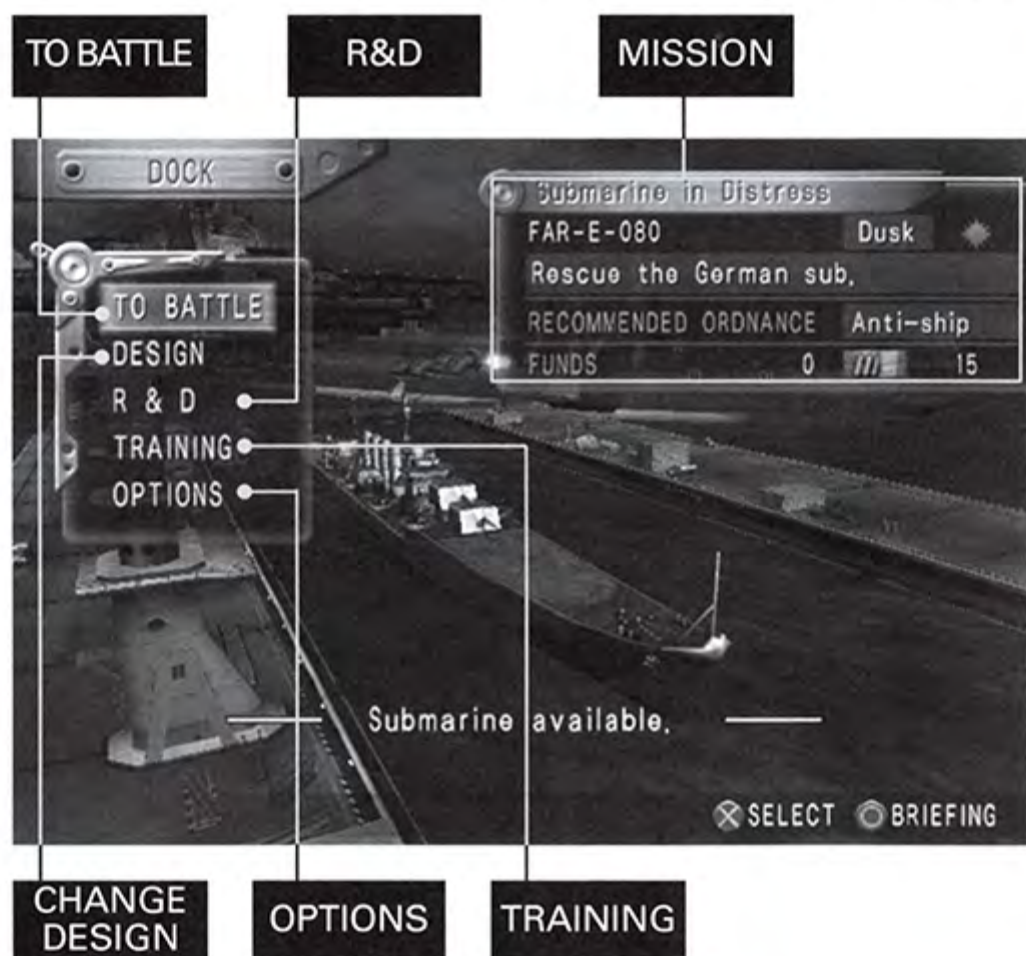 TO BATTLE
R&D
MISSION
DOCK
Submarine in Distress
FAR-E-080 Dusk
Rescue the German sub.
RECOMMENDED ORDNANCE Anti-ship
FUNDS 0 15
TO BATTLE
DESIGN
R & D
TRAINING
OPTIONS
Submarine available.
SELECT BRIEFING
CHANGE
DESIGN
OPTIONS
TRAINING